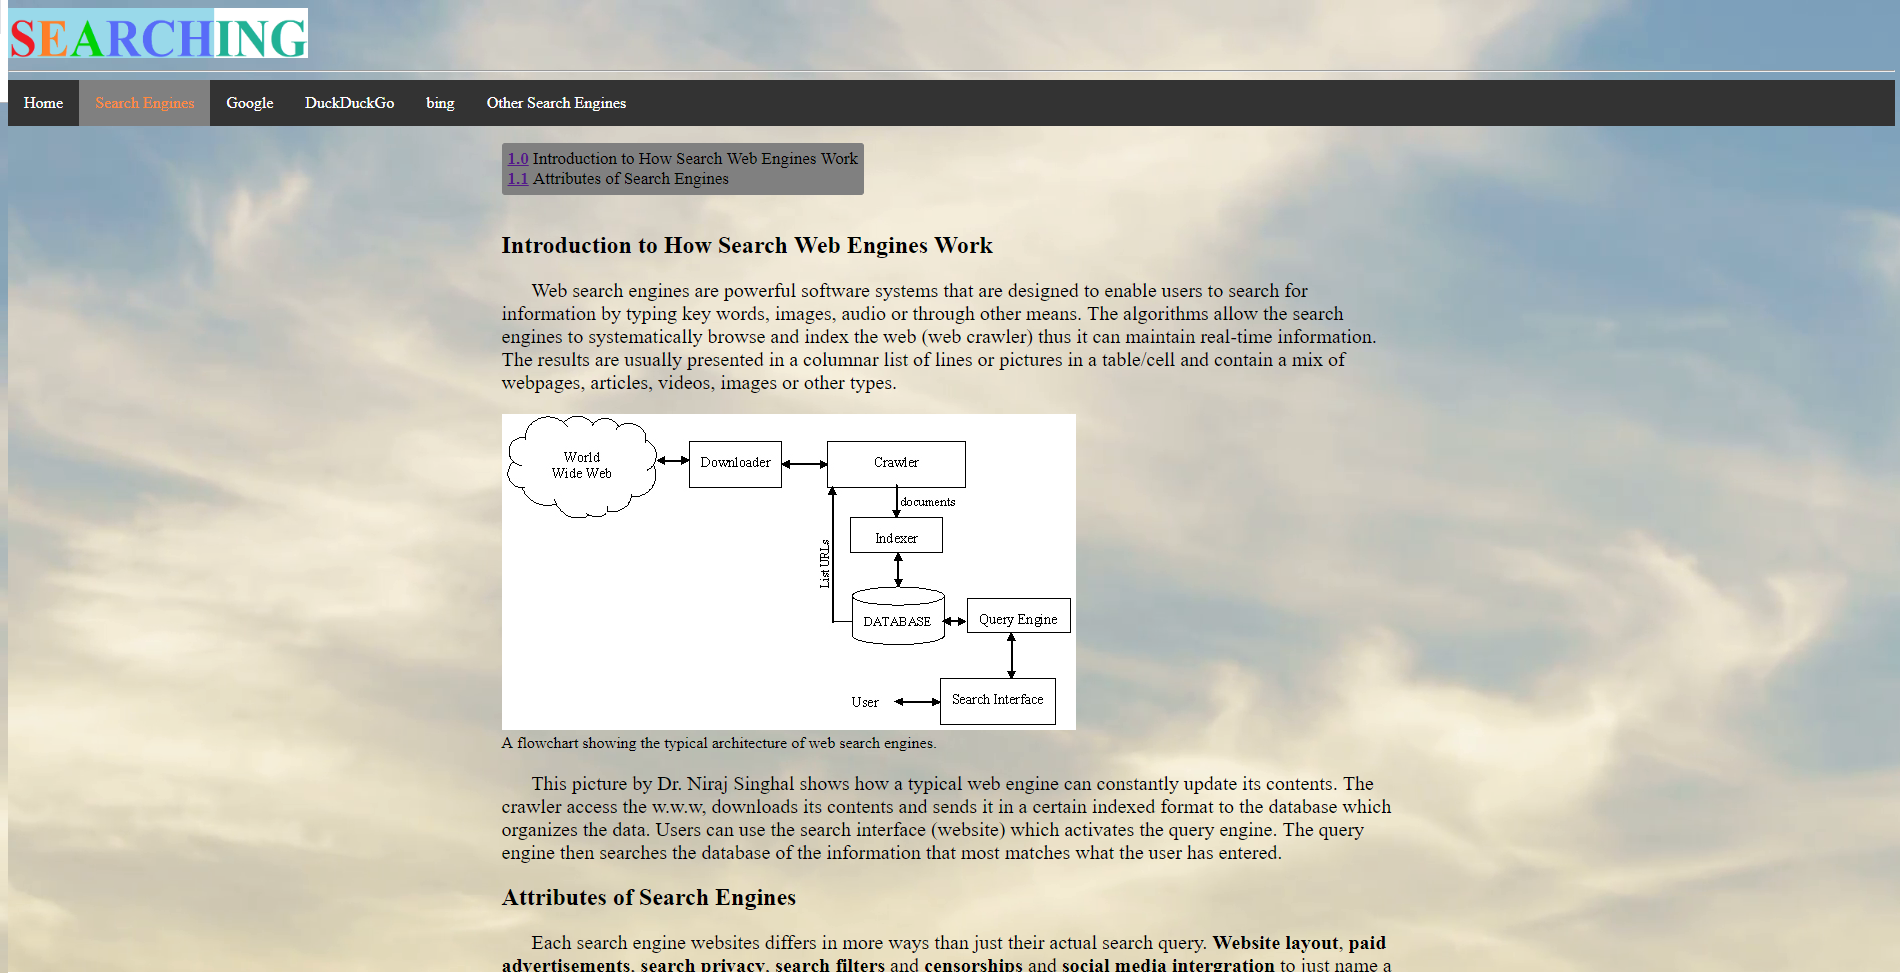 SEARCHING
Home Search Engines Google DuckDuckGo bing Other Search Engines
1.0 Introduction to How Search Web Engines Work
1.1 Attributes of Search Engines
Introduction to How Search Web Engines Work
Web search engines are powerful software systems that are designed to enable users to search for
information by typing key words, images, audio or through other means. The algorithms allow the search
engines to systematically browse and index the web (web crawler) thus it can maintain real-time information.
The results are usually presented in a columnar list of lines or pictures in a table/cell and contain a mix of
webpages, articles, videos, images or other types.
World
Wide Web
Downloader
Crawler
documents
Indexer
List URLs
DATABASE
Query Engine
User
Search Interface
A flowchart showing the typical architecture of web search engines.
This picture by Dr. Niraj Singhal shows how a typical web engine can constantly update its contents. The
crawler access the w.w.w, downloads its contents and sends it in a certain indexed format to the database which
organizes the data. Users can use the search interface (website) which activates the query engine. The query
engine then searches the database of the information that most matches what the user has entered.
Attributes of Search Engines
Each search engine websites differs in more ways than just their actual search query. Website layout, paid
advertisements, search privacy, search filters and censorships and social media intergration to just name a